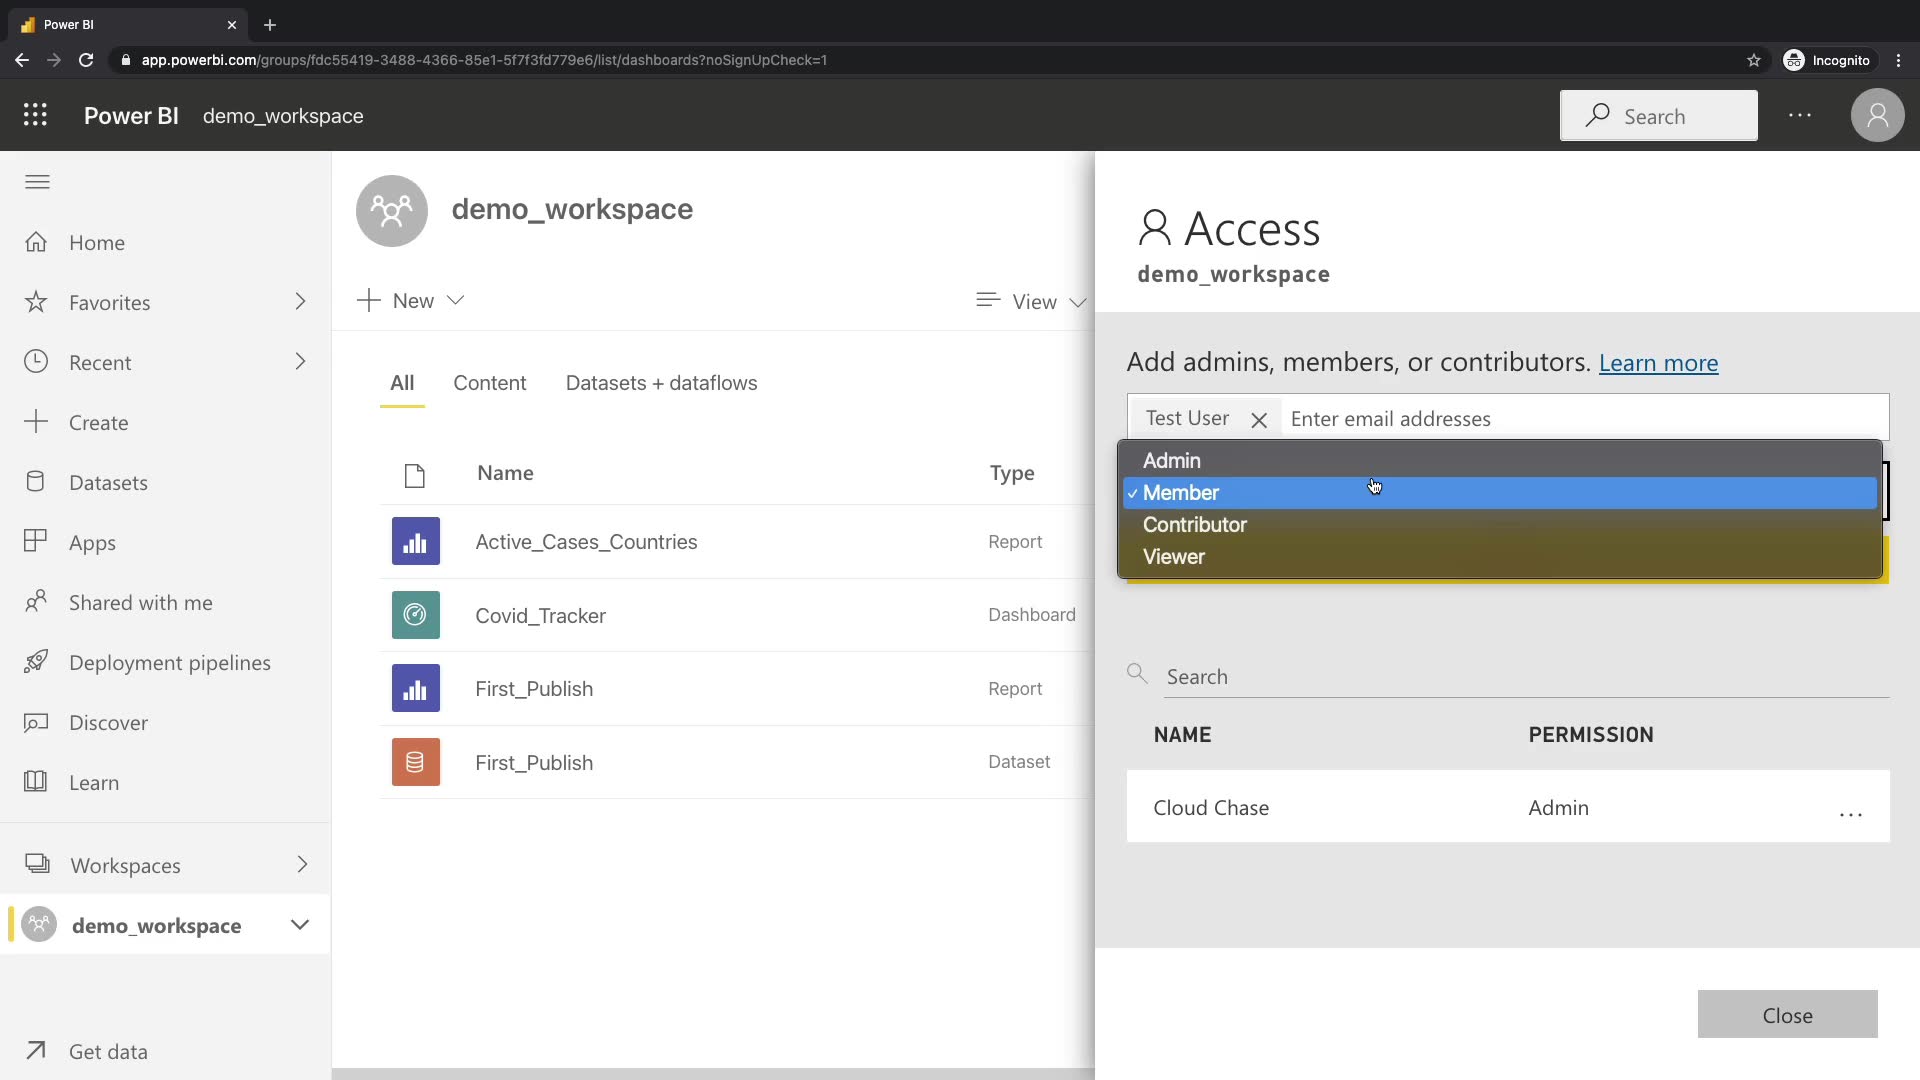 Power BI
app.powerbi.com/groups/fdc55419-3488-4366-85e1-5f7f3fd779e6/list/dashboards?noSignUpCheck=1
Incognito
Power BI demo_workspace
Search
Home
Favorites
Recent
Create
Datasets
Apps
Shared with me
Deployment pipelines
Discover
Learn
Workspaces
demo_workspace
Get data
demo_workspace
New
View
All Content Datasets + dataflows
Name Type
Active_Cases_Countries Report
Covid_Tracker Dashboard
First_Publish Report
First_Publish Dataset
Access
demo_workspace
Add admins, members, or contributors. Learn more
Test User Enter email addresses
Admin
Member
Contributor
Viewer
Search
NAME PERMISSION
Cloud Chase Admin
Close